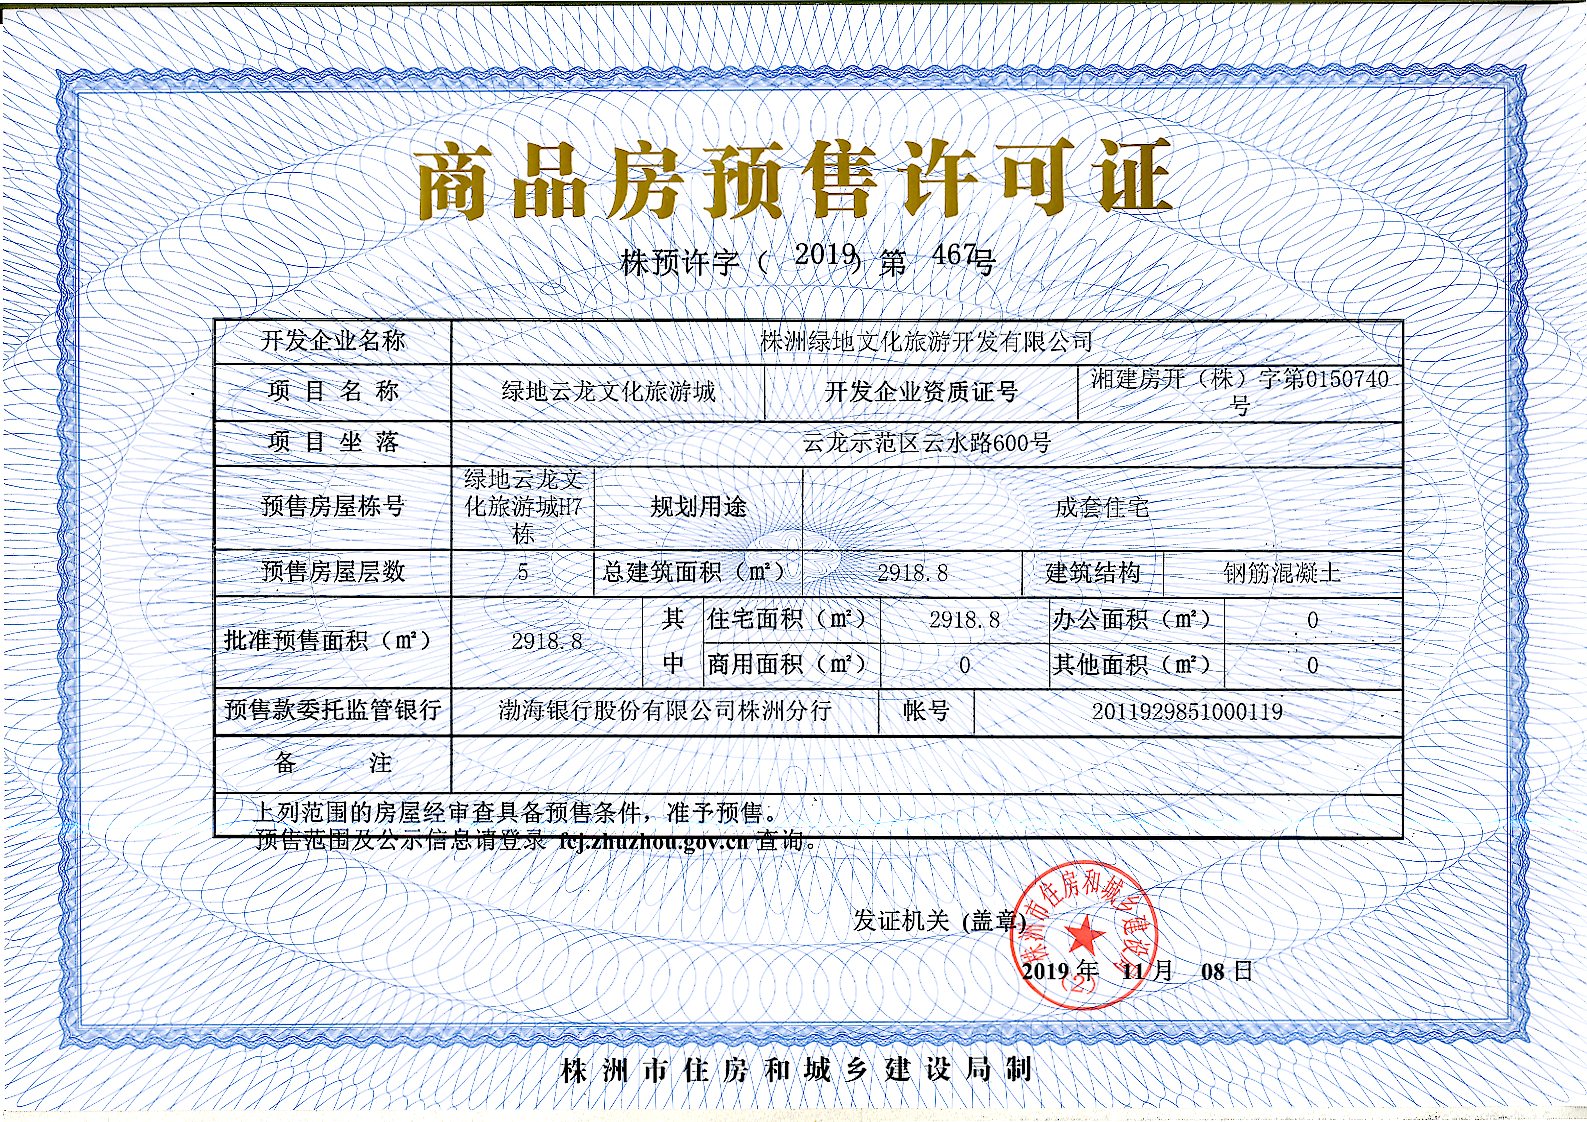 商品房预售许可证
株预许字（2019）第 467号
开发企业名称 株洲绿地文化旅游开发有限公司
项目名称 绿地云龙文化旅游城 开发企业资质证号 湘建房开（株）字第0150740
号
项目坐落 云龙示范区云水路600号
预售房屋栋号 绿地云龙文
化旅游城H7
栋 规划用途 成套住宅
预售房屋层数 5 总建筑面积（㎡） 2918.8 建筑结构 钢筋混凝土
批准预售面积（㎡） 2918.8 其 住宅面积（㎡） 2918.8 办公面积（㎡） 0
中 商用面积（㎡） 0 其他面积（㎡） 0
预售款委托监管银行 渤海银行股份有限公司株洲分行 帐号 2011929851000119
备 注
上列范围的房屋经审查具备预售条件，准予预售。
预售范围及公示信息请登录 fcj.zhuzhou.gov.cn 查询。
发证机关 (盖章)
株洲市住房和城乡建设局
（2）
2019 年 11 月 08 日
株洲市住房和城乡建设局制